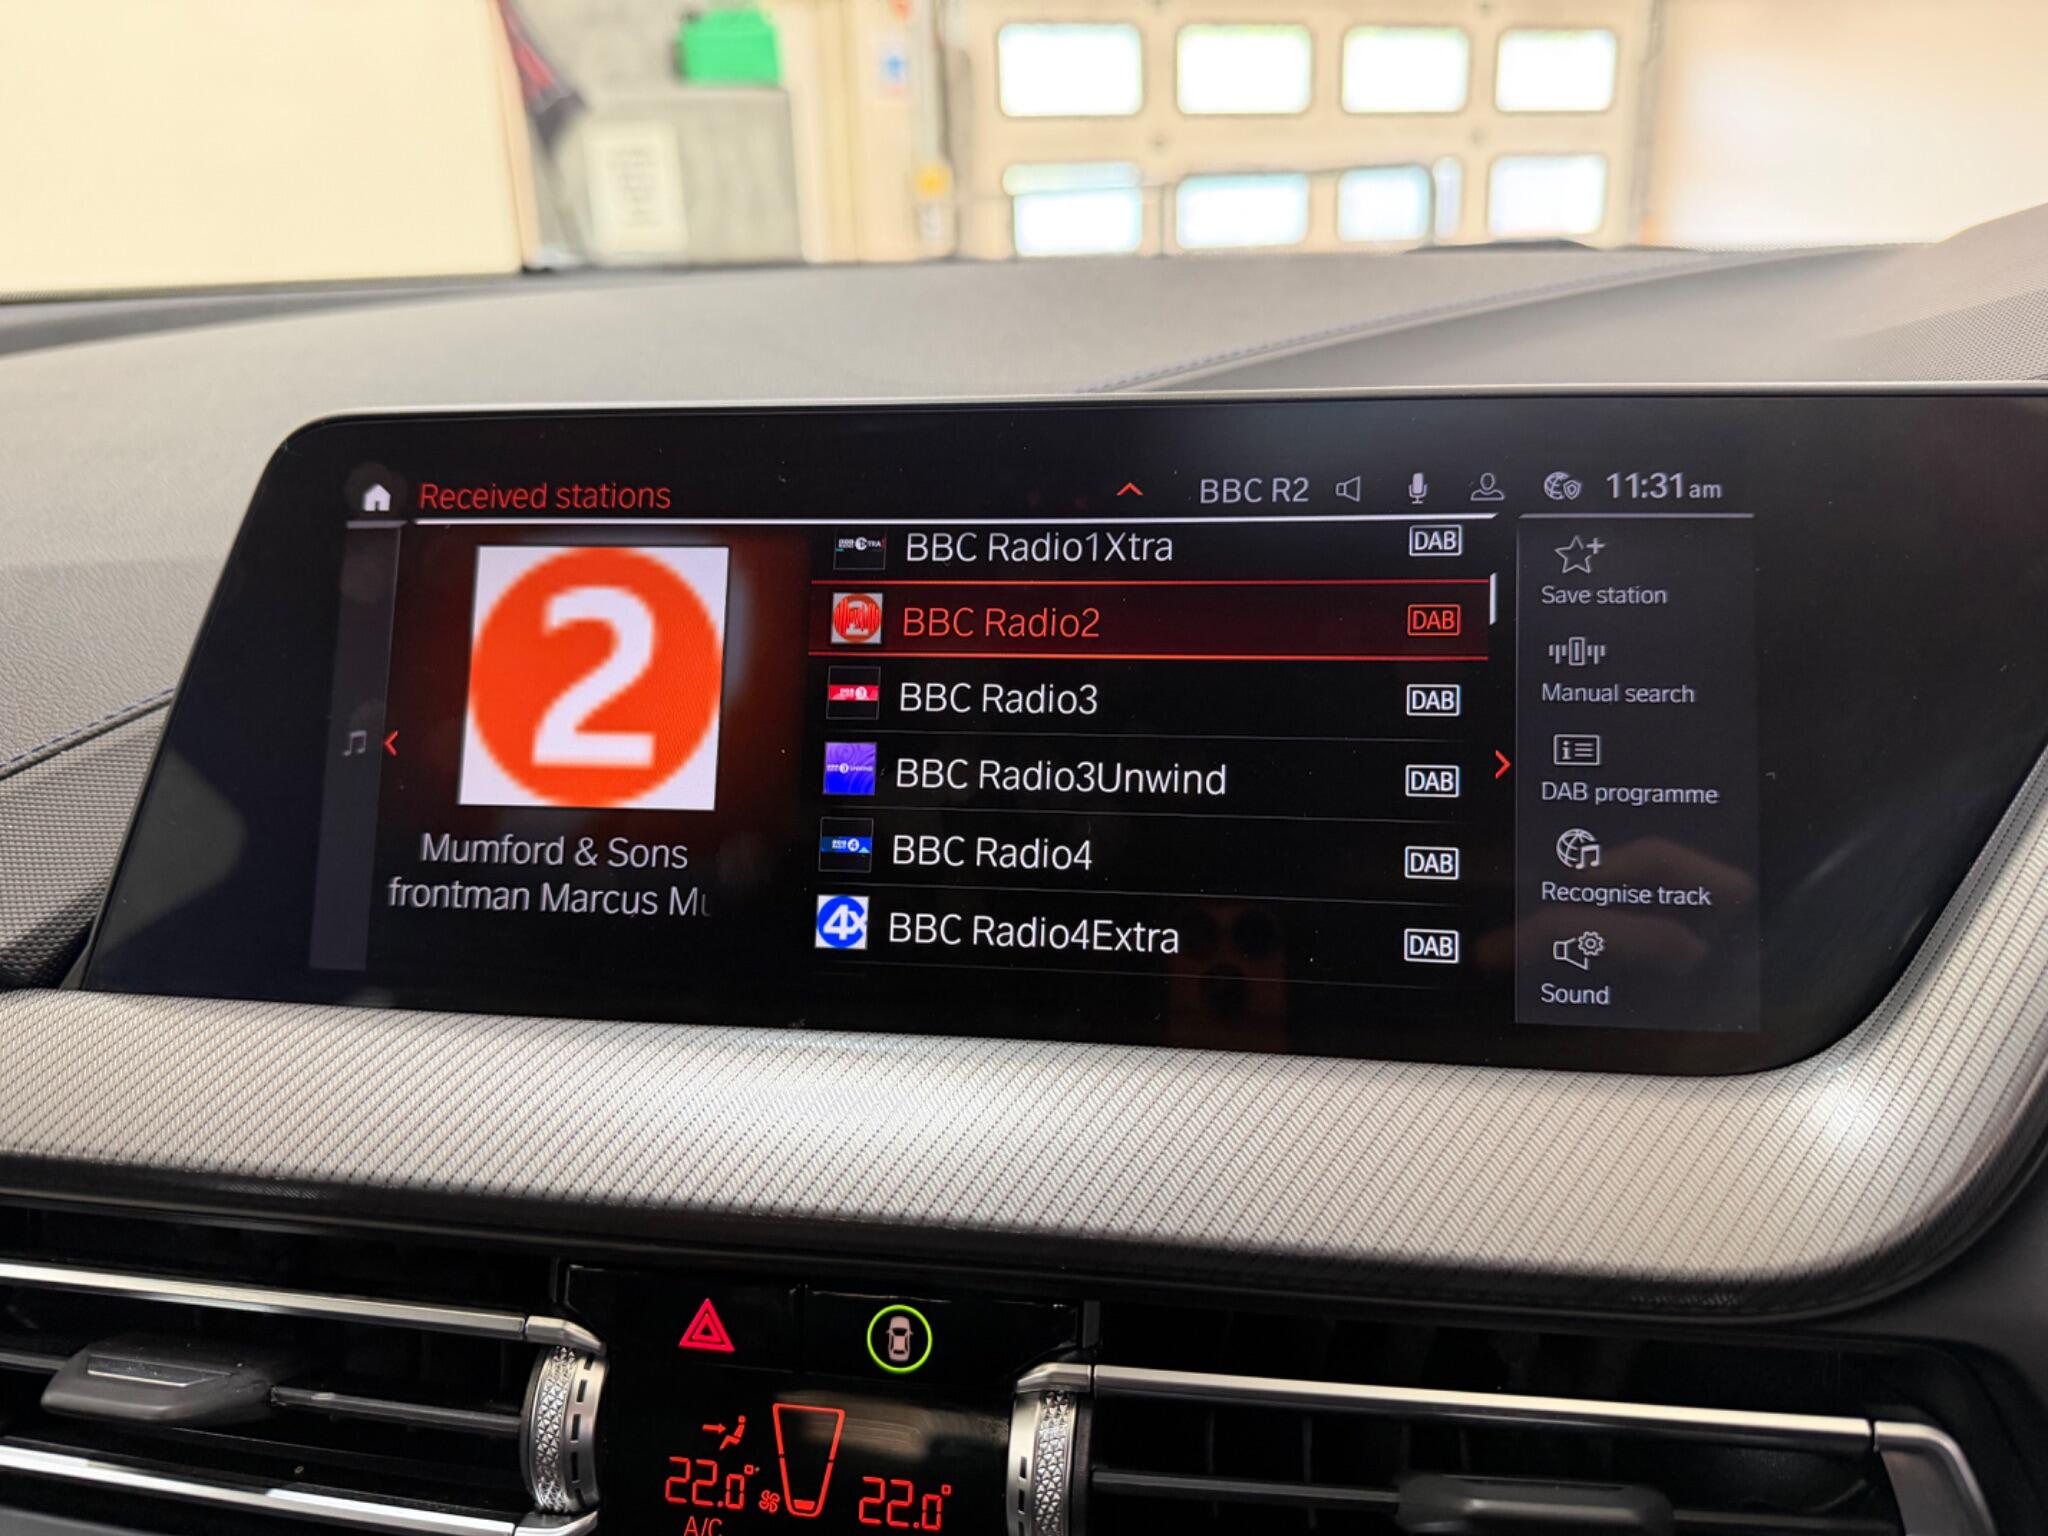 Received stations
BBC R2
11:31 am
2
Mumford & Sons
frontman Marcus
BBC Radio1Xtra DAB
BBC Radio2 DAB
BBC Radio3 DAB
BBC Radio3Unwind DAB
BBC Radio4 DAB
4x BBC Radio4Extra DAB
Save station
Manual search
DAB programme
Recognise track
Sound
22.0°
22.0°
A/C